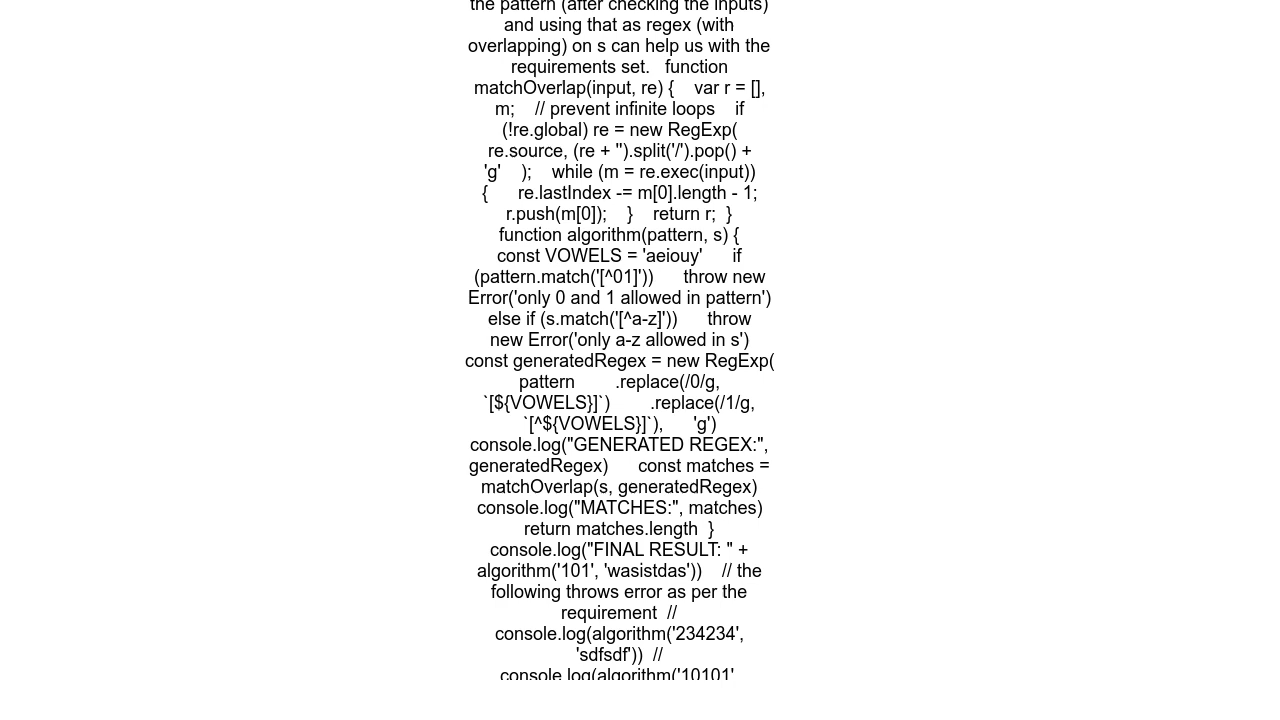 the pattern (after checking the inputs)
and using that as regex (with
overlapping) on s can help us with the
requirements set.   function
matchOverlap(input, re) {    var r = [],
m;    // prevent infinite loops    if
(!re.global) re = new RegExp(
re.source, (re + '').split('/').pop() +
'g'    );    while (m = re.exec(input))
{      re.lastIndex -= m[0].length - 1;
r.push(m[0]);    }    return r;  }
function algorithm(pattern, s) {
const VOWELS = 'aeiouy'      if
(pattern.match('[^01]'))      throw new
Error('only 0 and 1 allowed in pattern')
else if (s.match('[^a-z]'))      throw
new Error('only a-z allowed in s')
const generatedRegex = new RegExp(
pattern        .replace(/0/g,
`[${VOWELS}]`)        .replace(/1/g,
`[^${VOWELS}]`),      'g')
console.log("GENERATED REGEX:",
generatedRegex)      const matches =
matchOverlap(s, generatedRegex)
console.log("MATCHES:", matches)
return matches.length  }
console.log("FINAL RESULT: " +
algorithm('101', 'wasistdas'))    // the
following throws error as per the
requirement  //
console.log(algorithm('234234',
'sdfsdf'))  //
console.log(algorithm('10101'